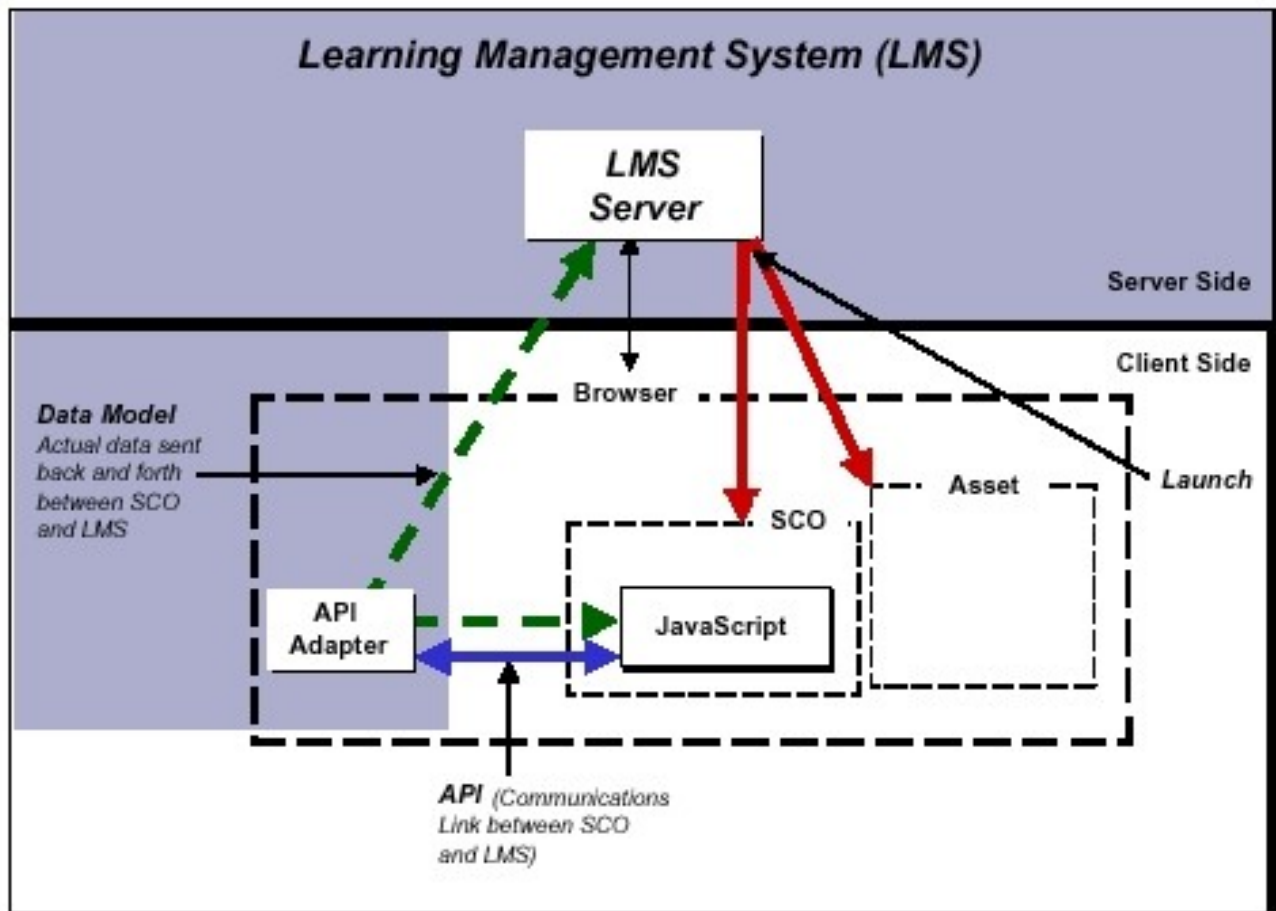 Learning Management System (LMS)
LMS
Server
Server Side
Client Side
Browser
Data Model
Actual data sent
back and forth
between SCO
and LMS
Asset
Launch
SCO
API
Adapter
JavaScript
API (Communications
Link between SCO
and LMS)